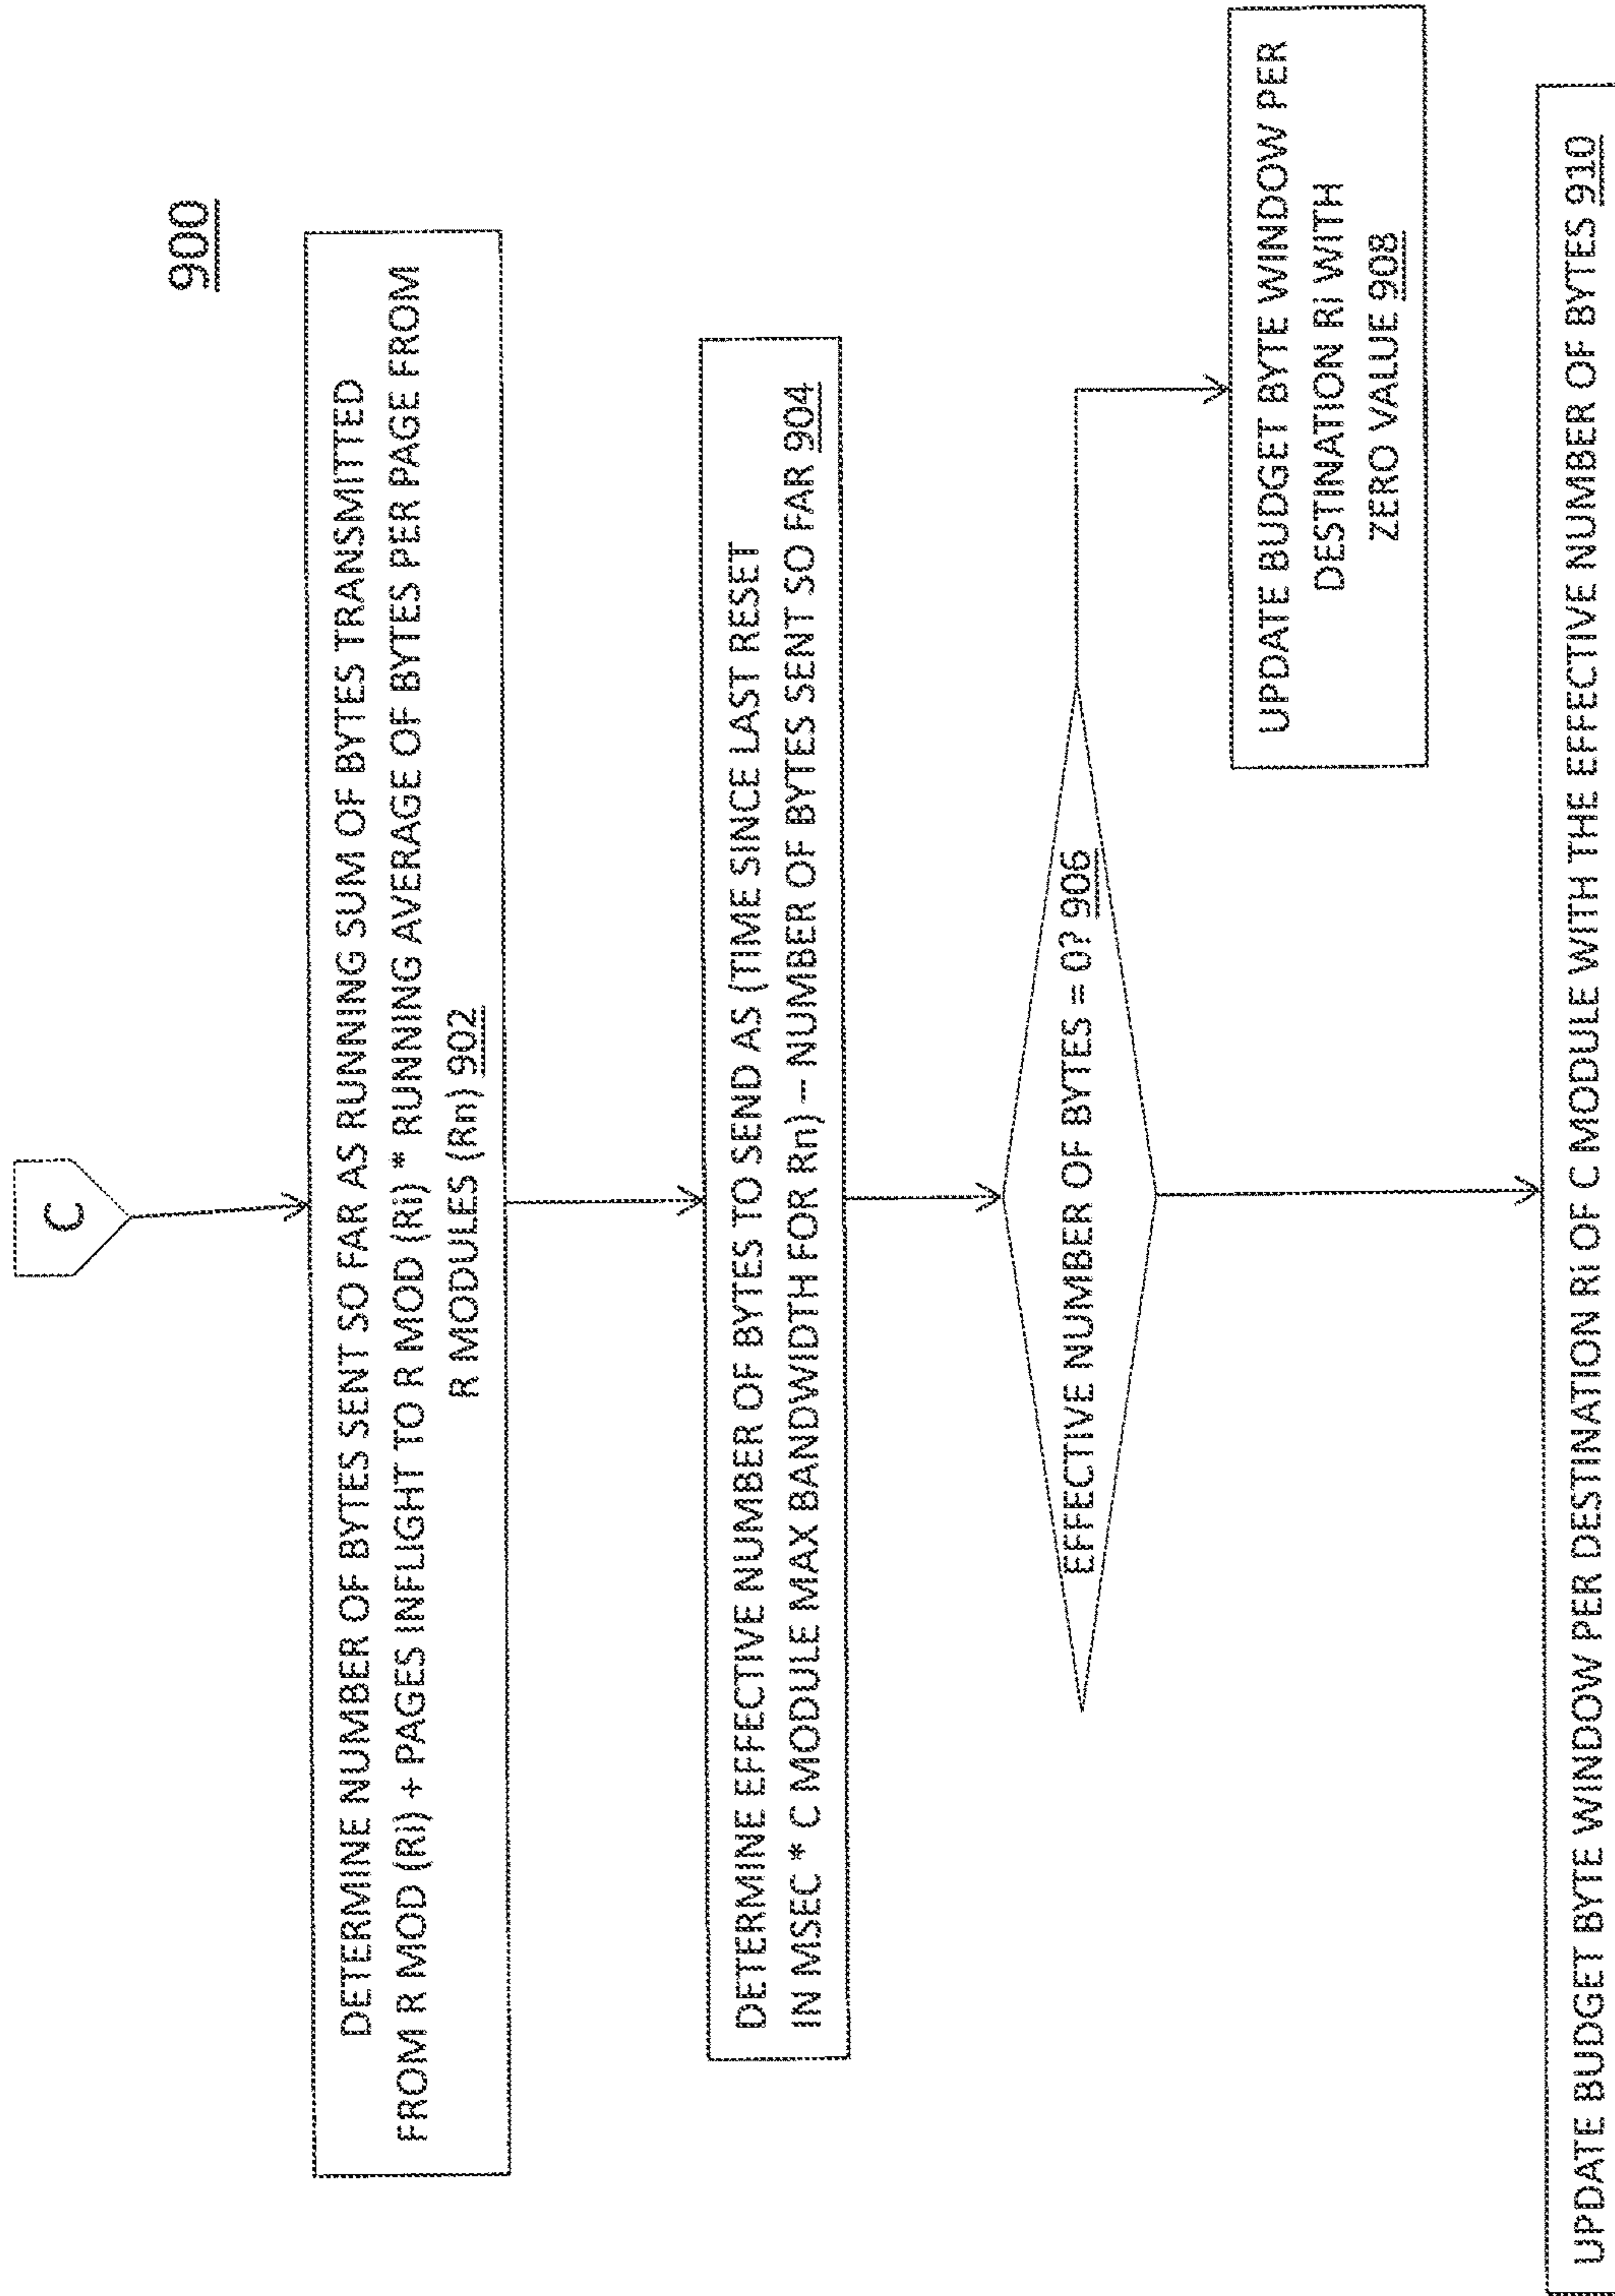 900
C
DETERMINE NUMBER OF BYTES SENT SO FAR AS RUNNING SUM OF BYTES TRANSMITTED
FROM R MOD (Ri) + PAGES INFLIGHT TO R MOD (Ri) * RUNNING AVERAGE OF BYTES PER PAGE FROM
R MODULES (Rn) 902
DETERMINE EFFECTIVE NUMBER OF BYTES TO SEND AS (TIME SINCE LAST RESET
IN MSEC * C MODULE MAX BANDWIDTH FOR Rn) -- NUMBER OF BYTES SENT SO FAR 904
EFFECTIVE NUMBER OF BYTES = 0? 906
UPDATE BUDGET BYTE WINDOW PER
DESTINATION Ri WITH
ZERO VALUE 908
UPDATE BUDGET BYTE WINDOW PER DESTINATION Ri OF C MODULE WITH THE EFFECTIVE NUMBER OF BYTES 910